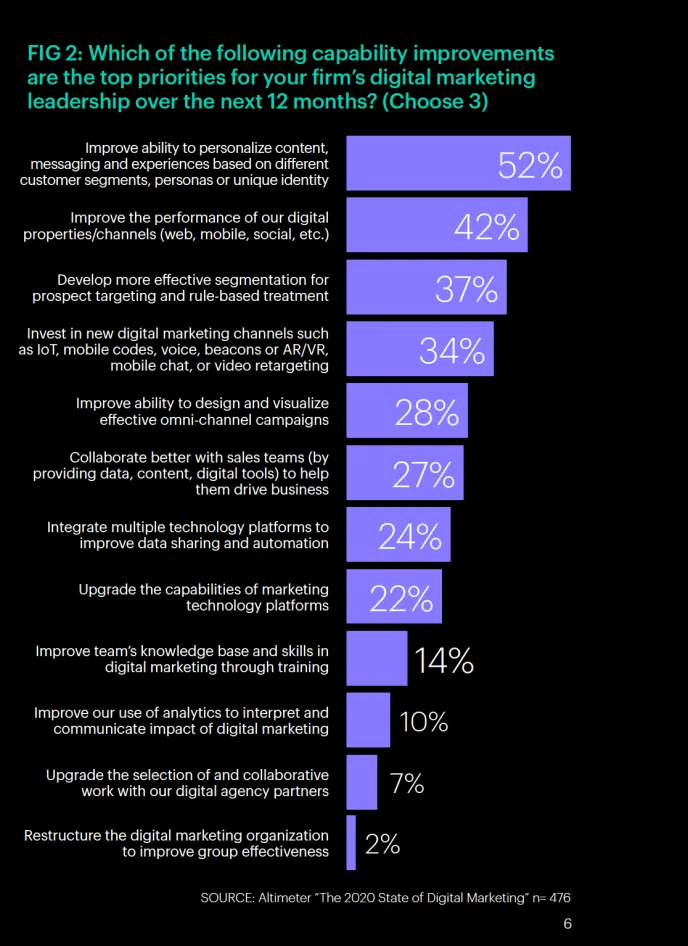 FIG 2: Which of the following capability improvements
are the top priorities for your firm's digital marketing
leadership over the next 12 months? (Choose 3)
Improve ability to personalize content,
messaging and experiences based on different
customer segments, personas or unique identity
52%
Improve the performance of our digital
properties/channels (web, mobile, social, etc.)
42%
Develop more effective segmentation for
prospect targeting and rule-based treatment
37%
Invest in new digital marketing channels such
as IoT, mobile codes, voice, beacons or AR/VR,
mobile chat, or video retargeting
34%
Improve ability to design and visualize
effective omni-channel campaigns
28%
Collaborate better with sales teams (by
providing data, content, digital tools) to help
them drive business
27%
Integrate multiple technology platforms to
improve data sharing and automation
24%
Upgrade the capabilities of marketing
technology platforms
22%
Improve team's knowledge base and skills in
digital marketing through training
14%
Improve our use of analytics to interpret and
communicate impact of digital marketing
10%
Upgrade the selection of and collaborative
work with our digital agency partners
7%
Restructure the digital marketing organization
to improve group effectiveness
2%
SOURCE: Altimeter "The 2020 State of Digital Marketing" n= 476
6